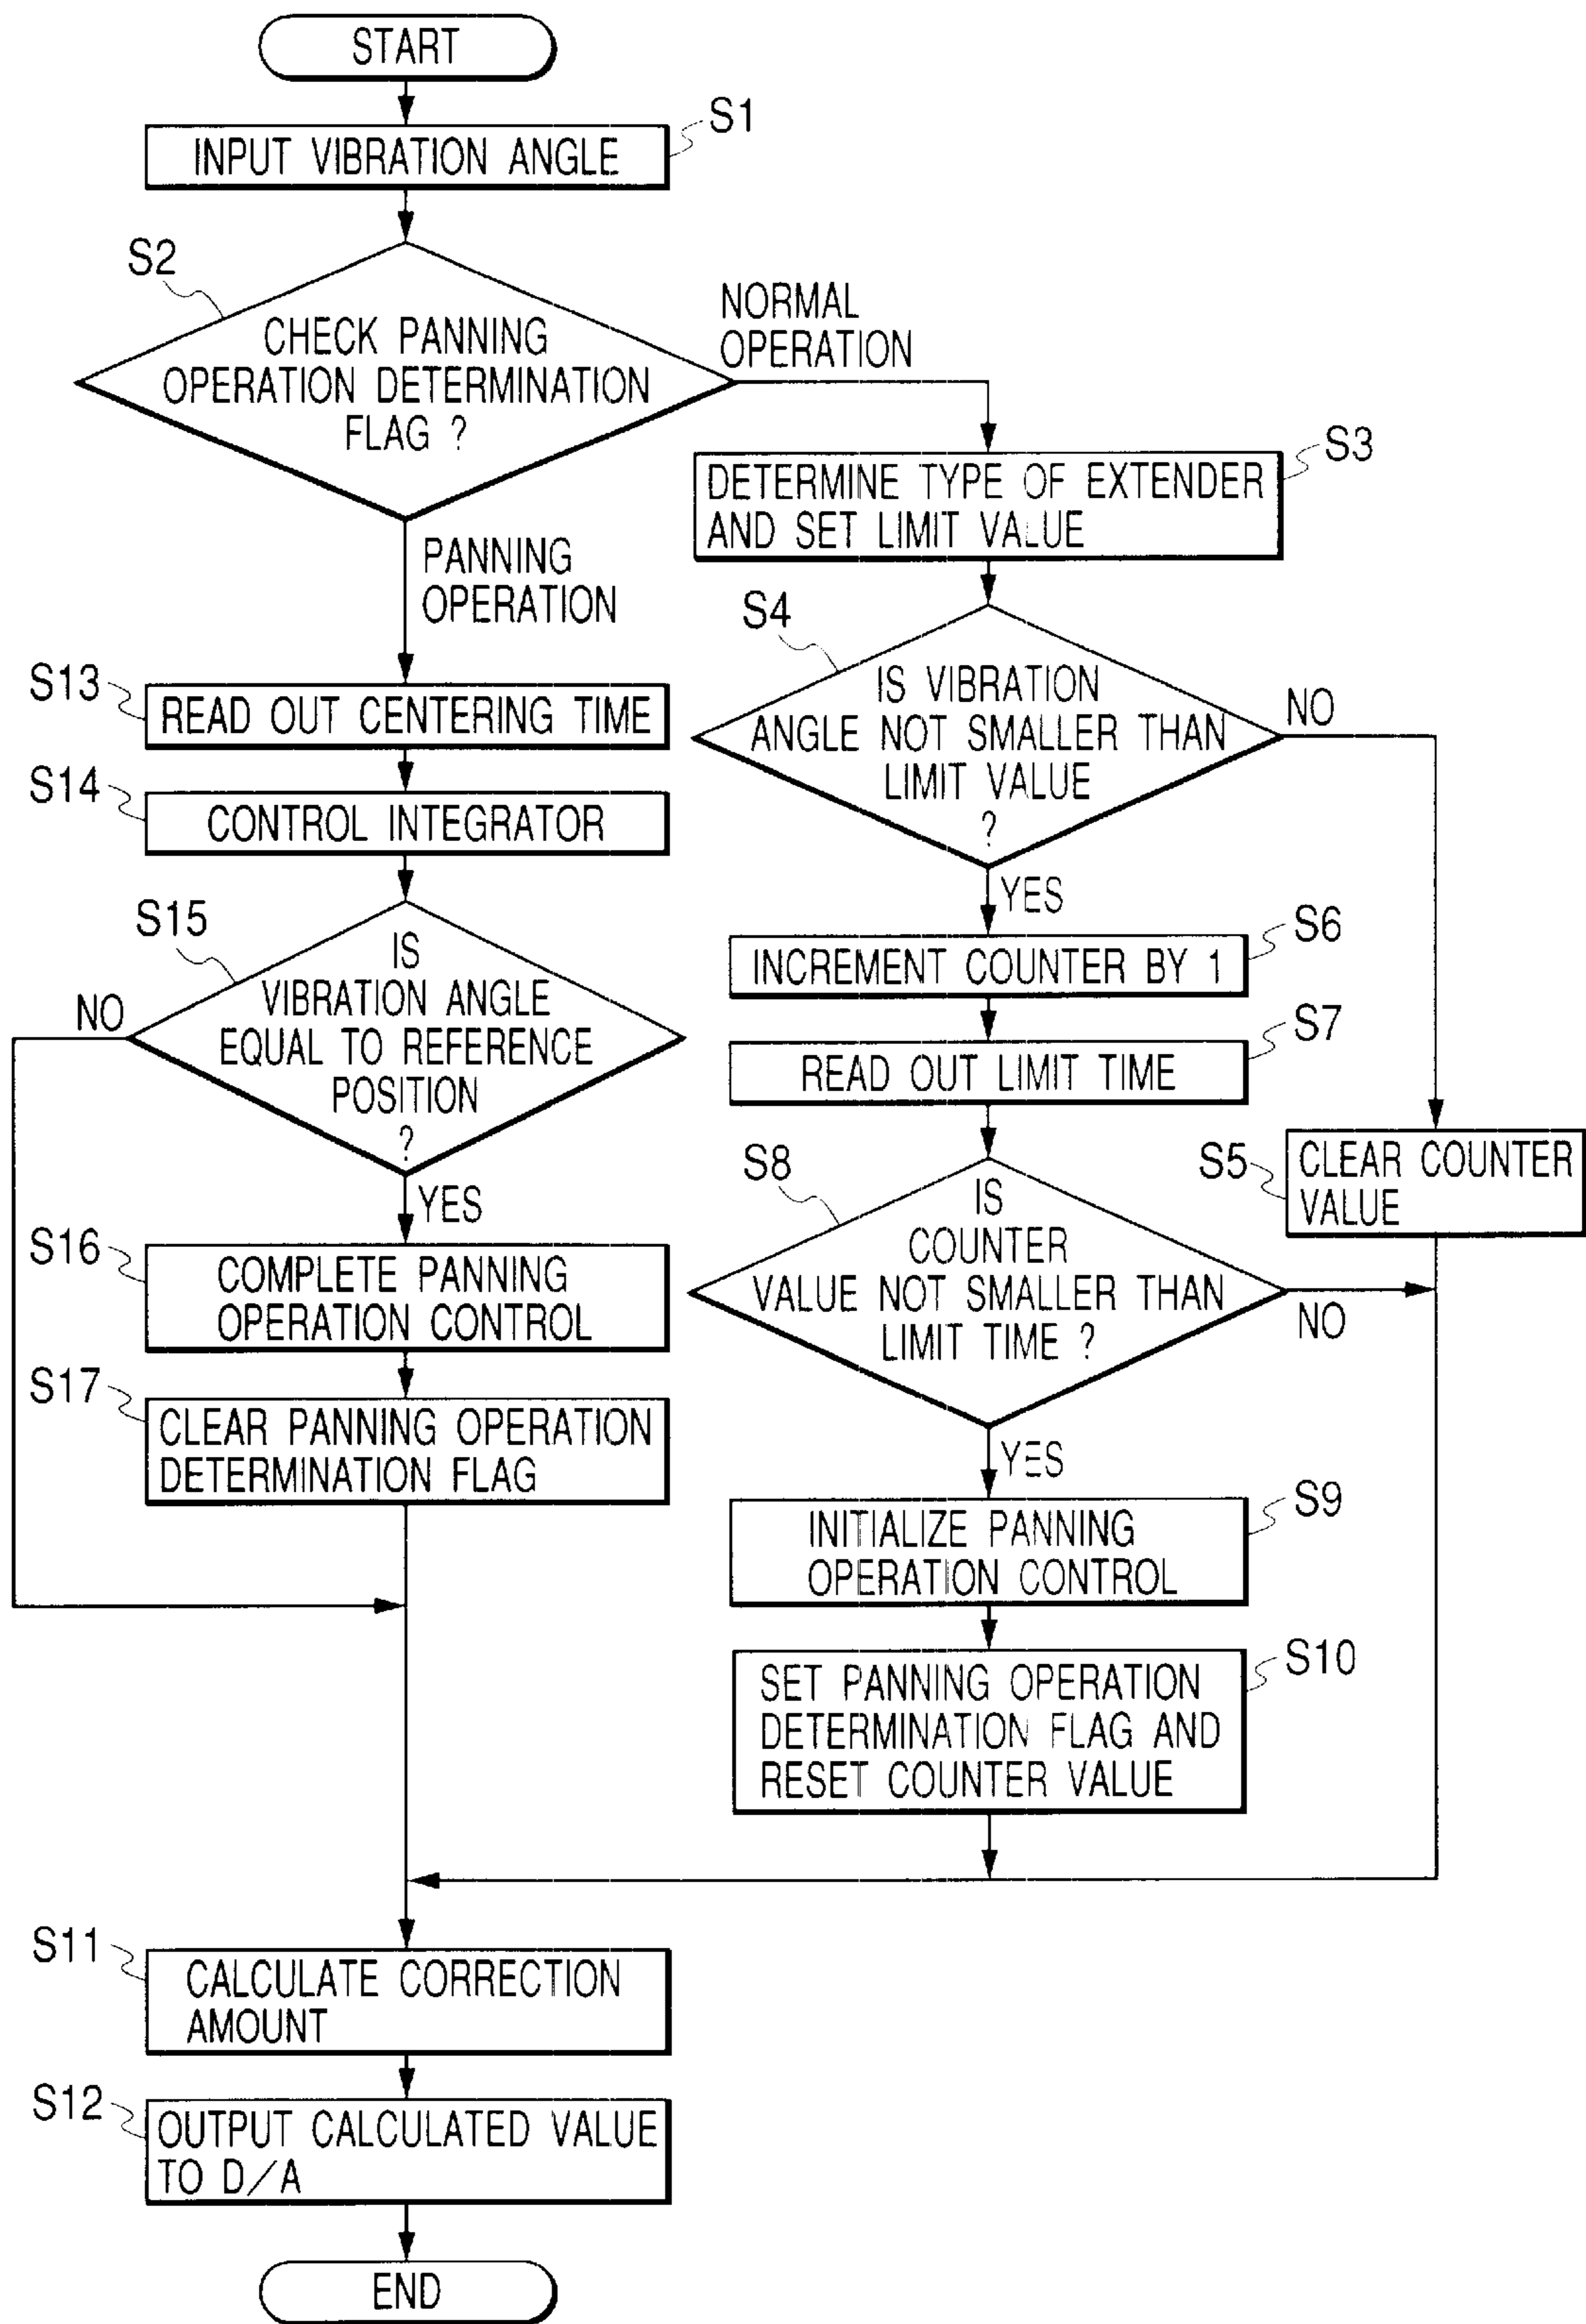 START
S1
INPUT VIBRATION ANGLE
S2
CHECK PANNING
OPERATION DETERMINATION
FLAG ?
NORMAL
OPERATION
PANNING
OPERATION
S3
DETERMINE TYPE OF EXTENDER
AND SET LIMIT VALUE
S4
IS VIBRATION
ANGLE NOT SMALLER THAN
LIMIT VALUE
?
NO
YES
S13
READ OUT CENTERING TIME
S14
CONTROL INTEGRATOR
S15
IS
VIBRATION ANGLE
EQUAL TO REFERENCE
POSITION
?
NO
YES
S6
INCREMENT COUNTER BY 1
S7
READ OUT LIMIT TIME
S5
CLEAR COUNTER
VALUE
S8
IS
COUNTER
VALUE NOT SMALLER THAN
LIMIT TIME ?
NO
YES
S16
COMPLETE PANNING
OPERATION CONTROL
S17
CLEAR PANNING OPERATION
DETERMINATION FLAG
S9
INITIALIZE PANNING
OPERATION CONTROL
S10
SET PANNING OPERATION
DETERMINATION FLAG AND
RESET COUNTER VALUE
S11
CALCULATE CORRECTION
AMOUNT
S12
OUTPUT CALCULATED VALUE
TO D/A
END